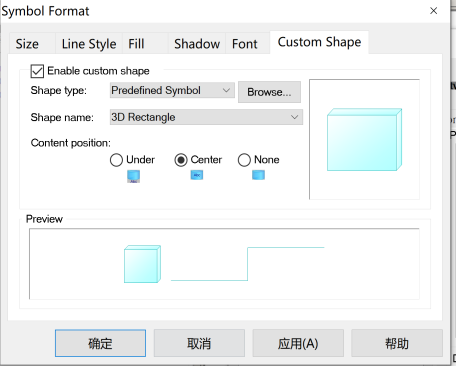 Symbol Format
Size Line Style Fill Shadow Font Custom Shape
Enable custom shape
Shape type: Predefined Symbol Browse...
Shape name: 3D Rectangle
Content position:
Under Center None
Preview
确定 取消 应用(A) 帮助